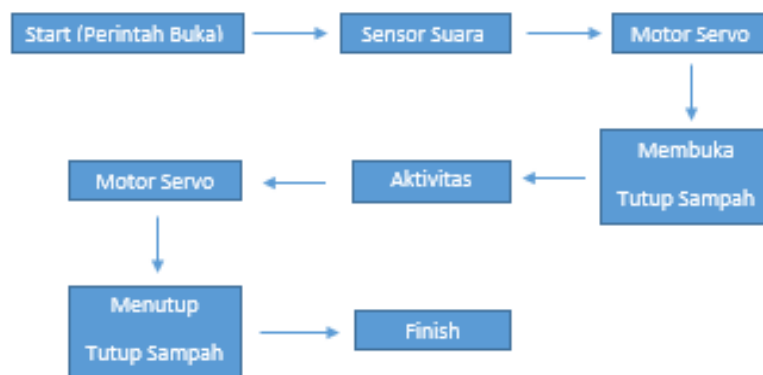 Start (Perintah Buka)
Sensor Suara
Motor Servo
Membuka
Tutup Sampah
Aktivitas
Motor Servo
Menutup
Tutup Sampah
Finish